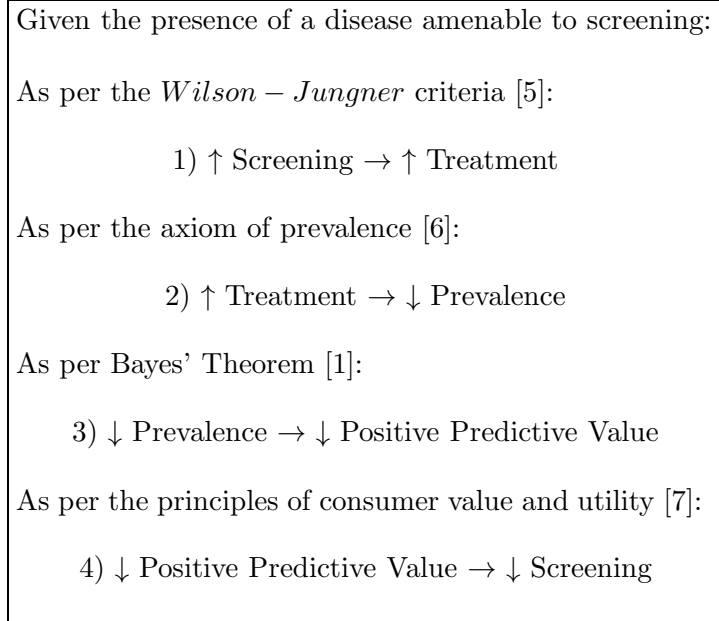 Given the presence of a disease amenable to screening:
As per the Wilson − Jungner criteria [5]:
1) ↑ Screening → ↑ Treatment
As per the axiom of prevalence [6]:
2) ↑ Treatment → ↓ Prevalence
As per Bayes’ Theorem [1]:
3) ↓ Prevalence → ↓ Positive Predictive Value
As per the principles of consumer value and utility [7]:
4) ↓ Positive Predictive Value → ↓ Screening